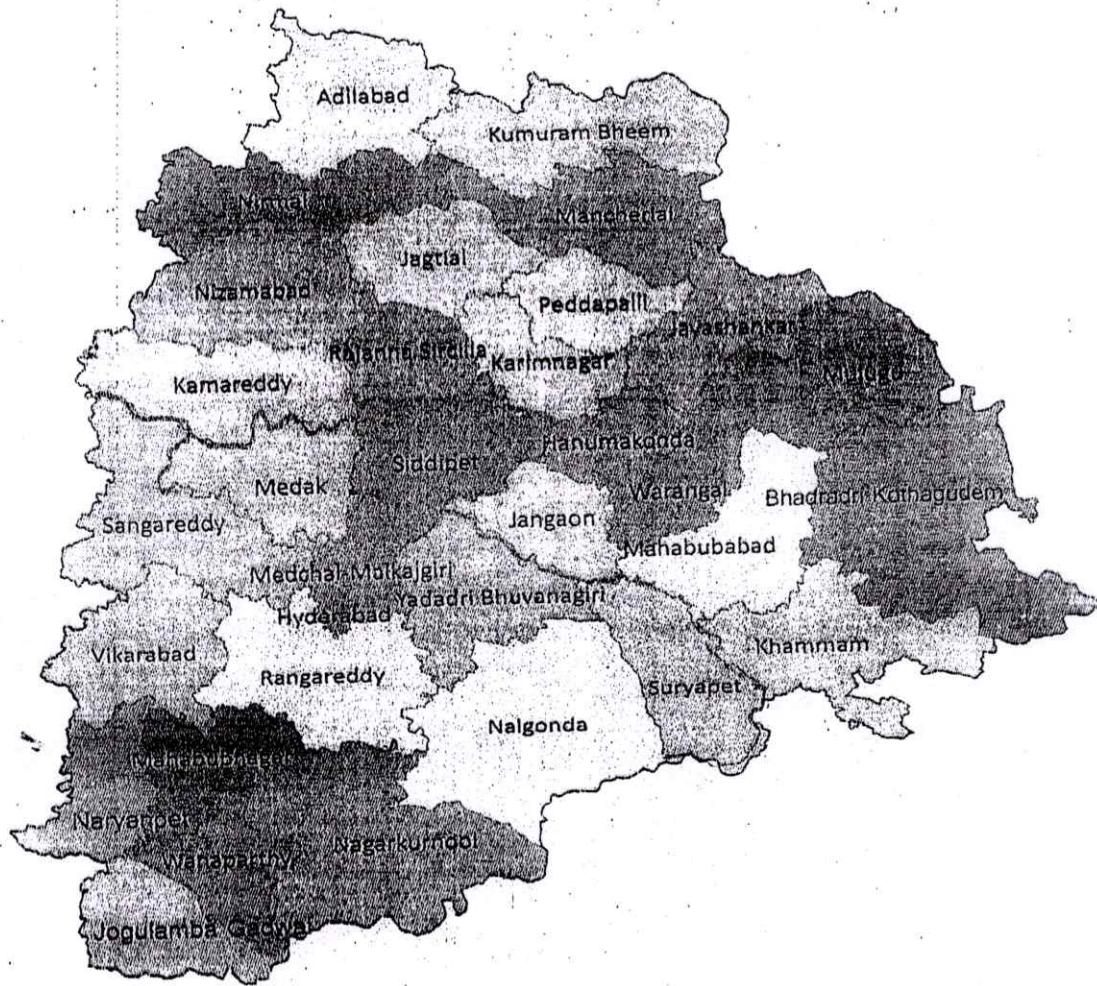 Adilabad
Kumuram Bheem
Nirmal
Mancherial
Jagtial
Nizamabad
Peddapalli
Jayashankar
Rajanna Sircilla
Karimnagar
Mulugu
Kamareddy
Hanumakonda
Siddipet
Medak
Warangal
Bhadradri Kothagudem
Sangareddy
Jangaon
Mahabubabad
Medchal-Malkajgiri
Yadadri Bhuvanagiri
Hyderabad
Vikarabad
Khammam
Rangareddy
Suryapet
Nalgonda
Mahabubnagar
Naryanpet
Nagarkurnool
Wanaparthy
Jogulamba Gadwal